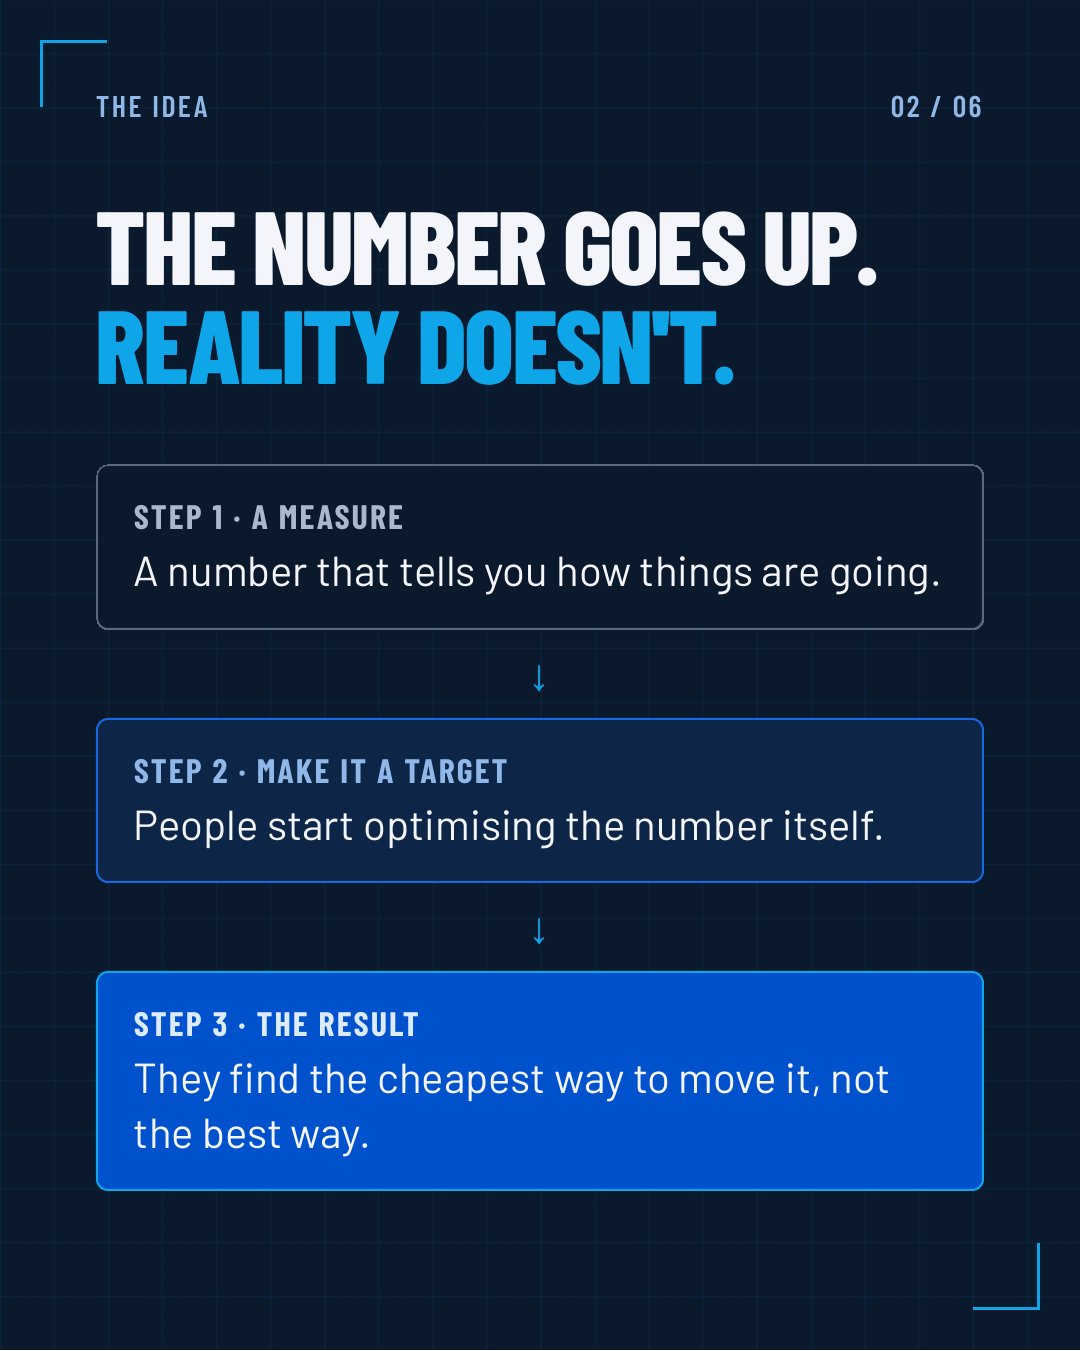 THE IDEA
02 / 06
THE NUMBER GOES UP.
REALITY DOESN'T.
STEP 1 · A MEASURE
A number that tells you how things are going.
↓
STEP 2 · MAKE IT A TARGET
People start optimising the number itself.
↓
STEP 3 · THE RESULT
They find the cheapest way to move it, not
the best way.